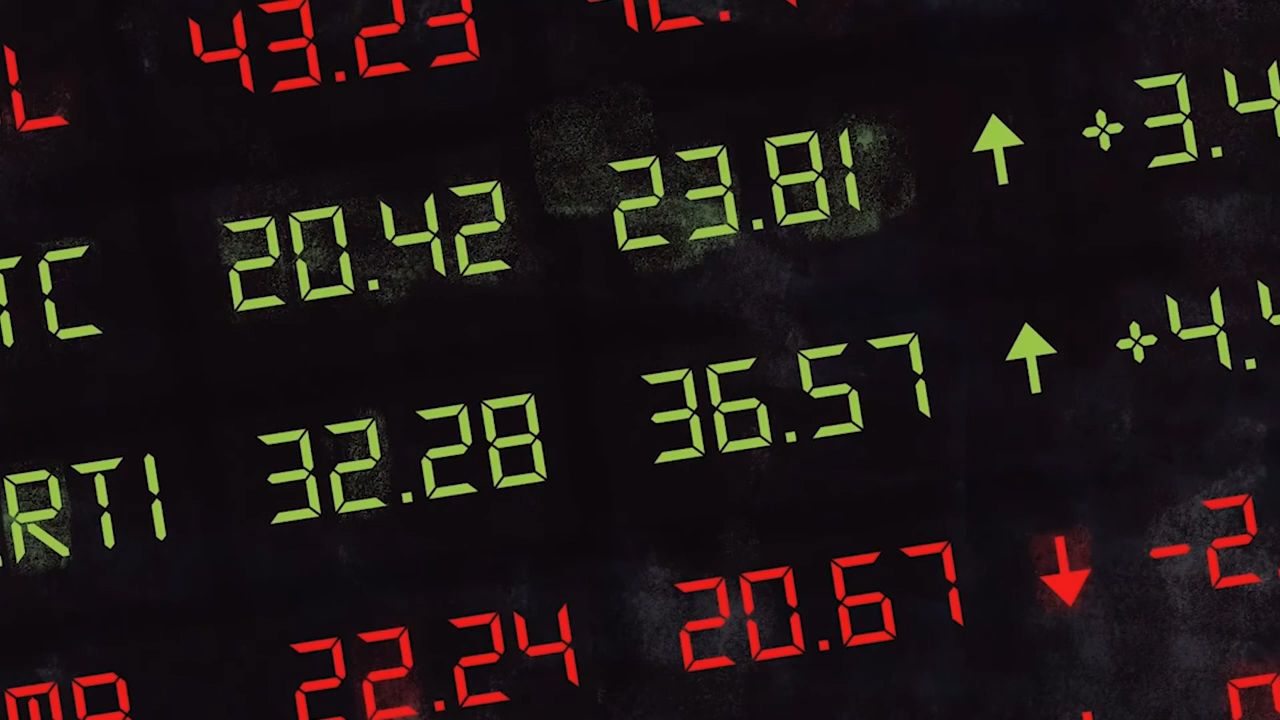 L 43.23
TC 20.42 23.81 ↑ +3.4
RTI 32.28 36.57 ↑ +4.
22.24 20.67 ↓ -2.